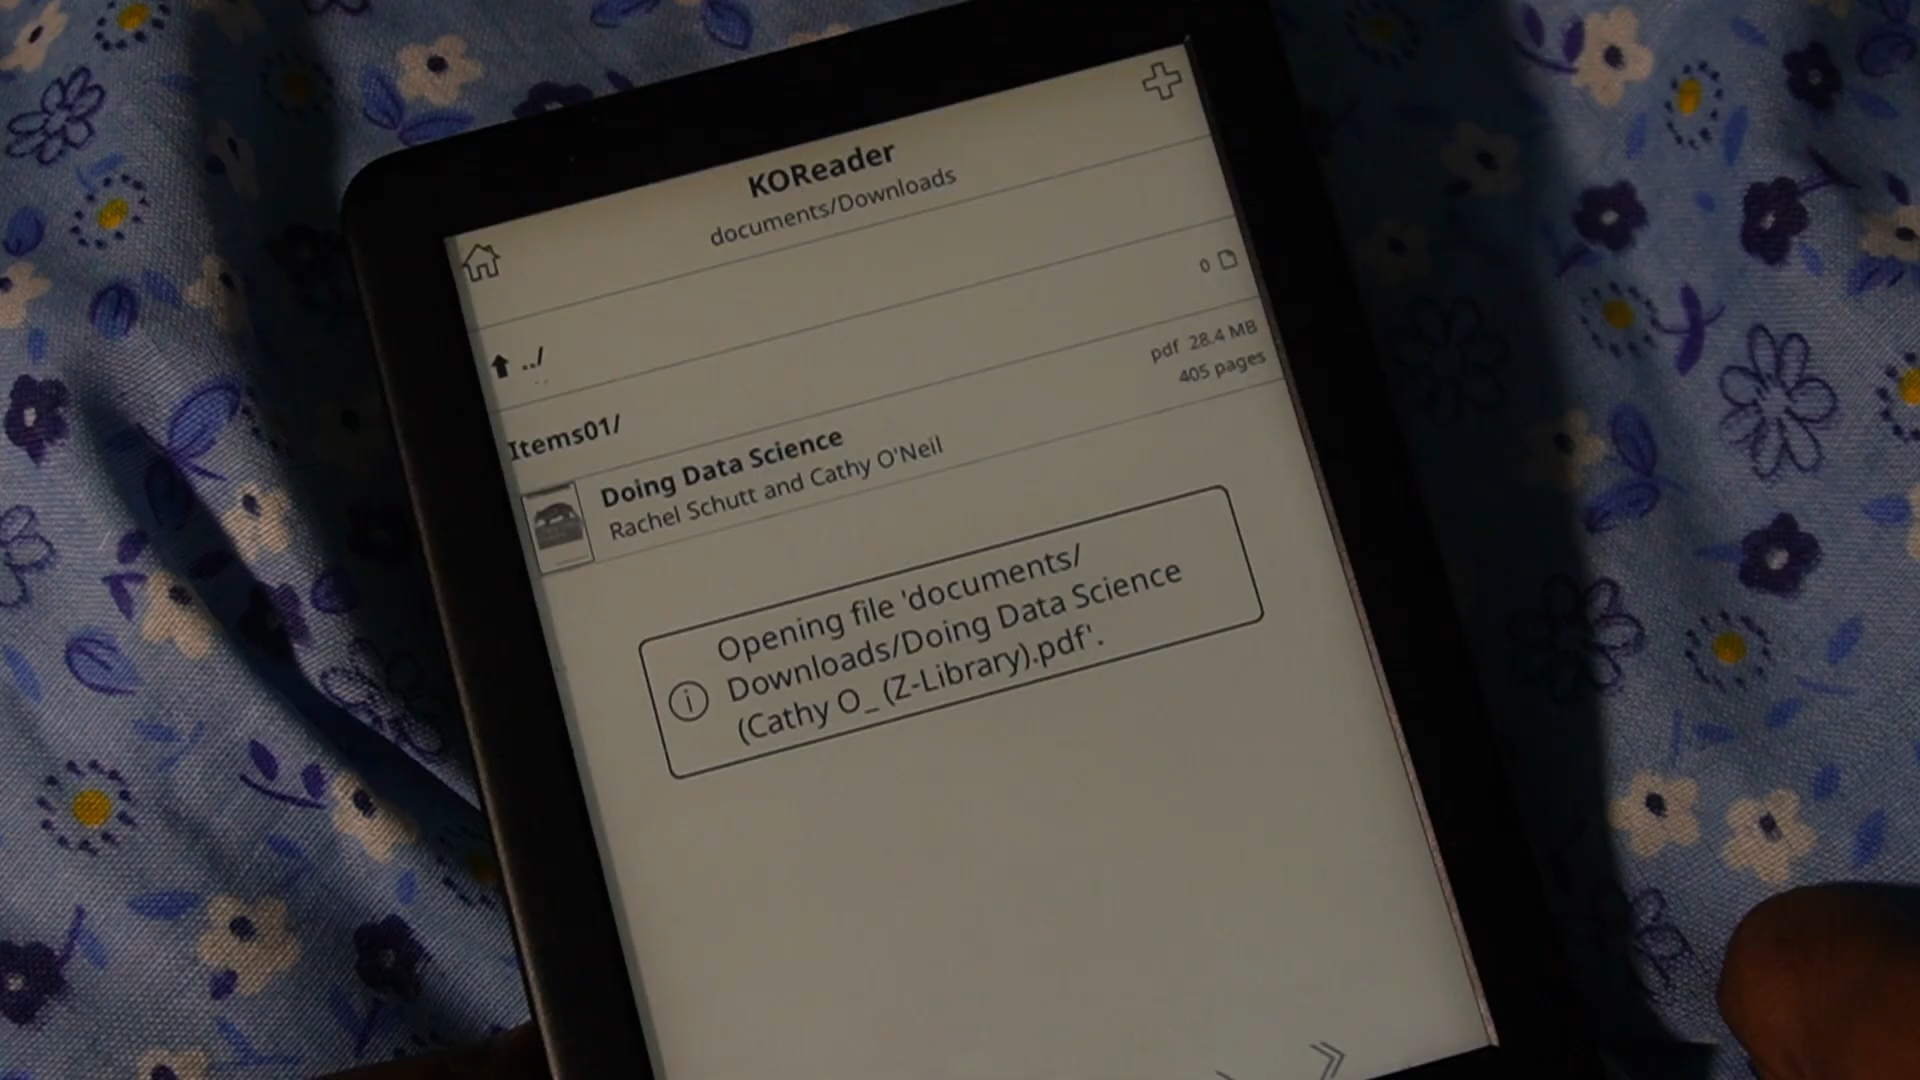 KOReader
documents/Downloads
../
0
Items01/
Doing Data Science
Rachel Schutt and Cathy O'Neil
pdf 28.4 MB
405 pages
Opening file 'documents/
Downloads/Doing Data Science
(Cathy O_ (Z-Library).pdf'.